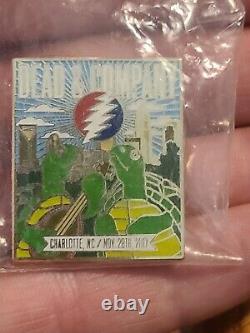 DEAD & COMPANY
CHARLOTTE, NC / NOV. 28TH, 2017